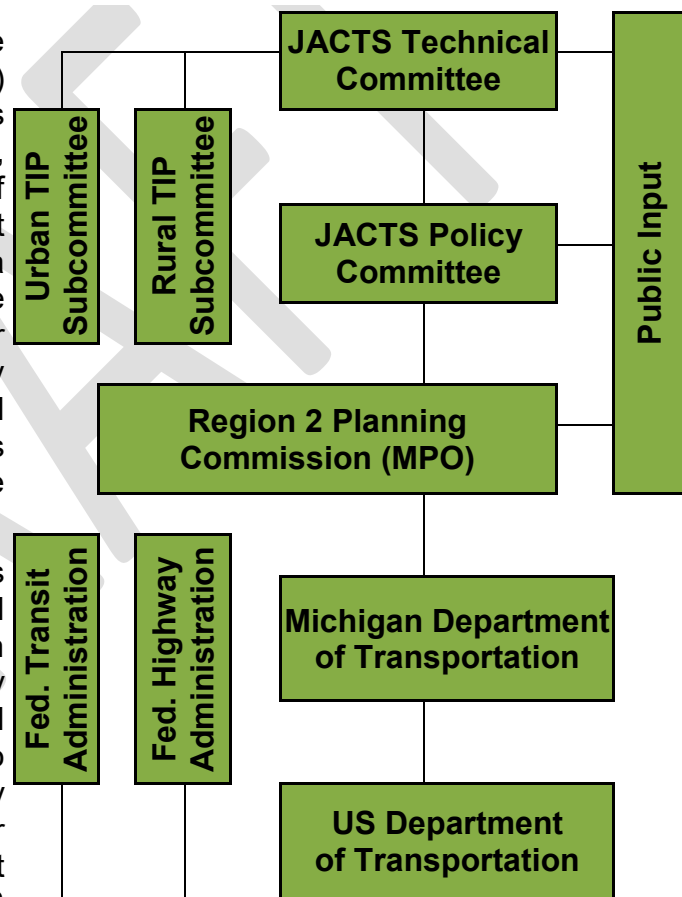 JACTS Technical
Committee
Urban TIP
Subcommittee
Rural TIP
Subcommittee
Public Input
JACTS Policy
Committee
Region 2 Planning
Commission (MPO)
Fed. Transit
Administration
Fed. Highway
Administration
Michigan Department
of Transportation
US Department
of Transportation